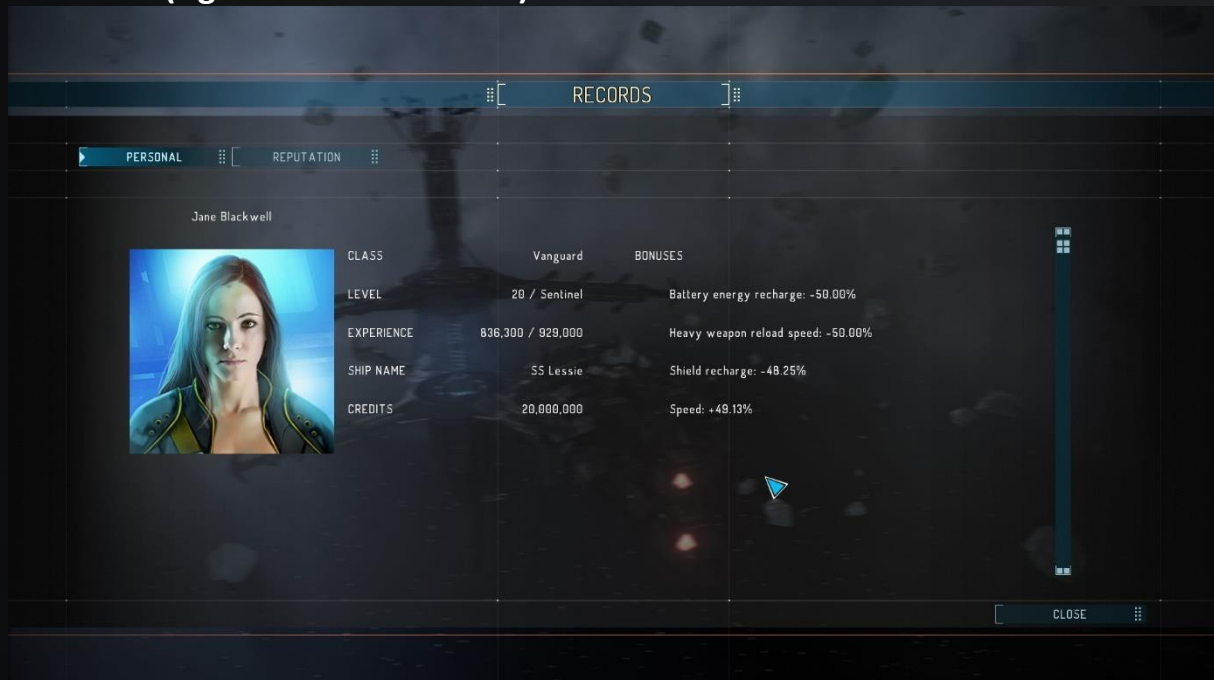 RECORDS
PERSONAL REPUTATION
Jane Blackwell
CLASS Vanguard BONUSES
LEVEL 20 / Sentinel Battery energy recharge: -50.00%
EXPERIENCE 836,300 / 929,000 Heavy weapon reload speed: -50.00%
SHIP NAME SS Lessie Shield recharge: -48.25%
CREDITS 20,000,000 Speed: +49.13%
CLOSE